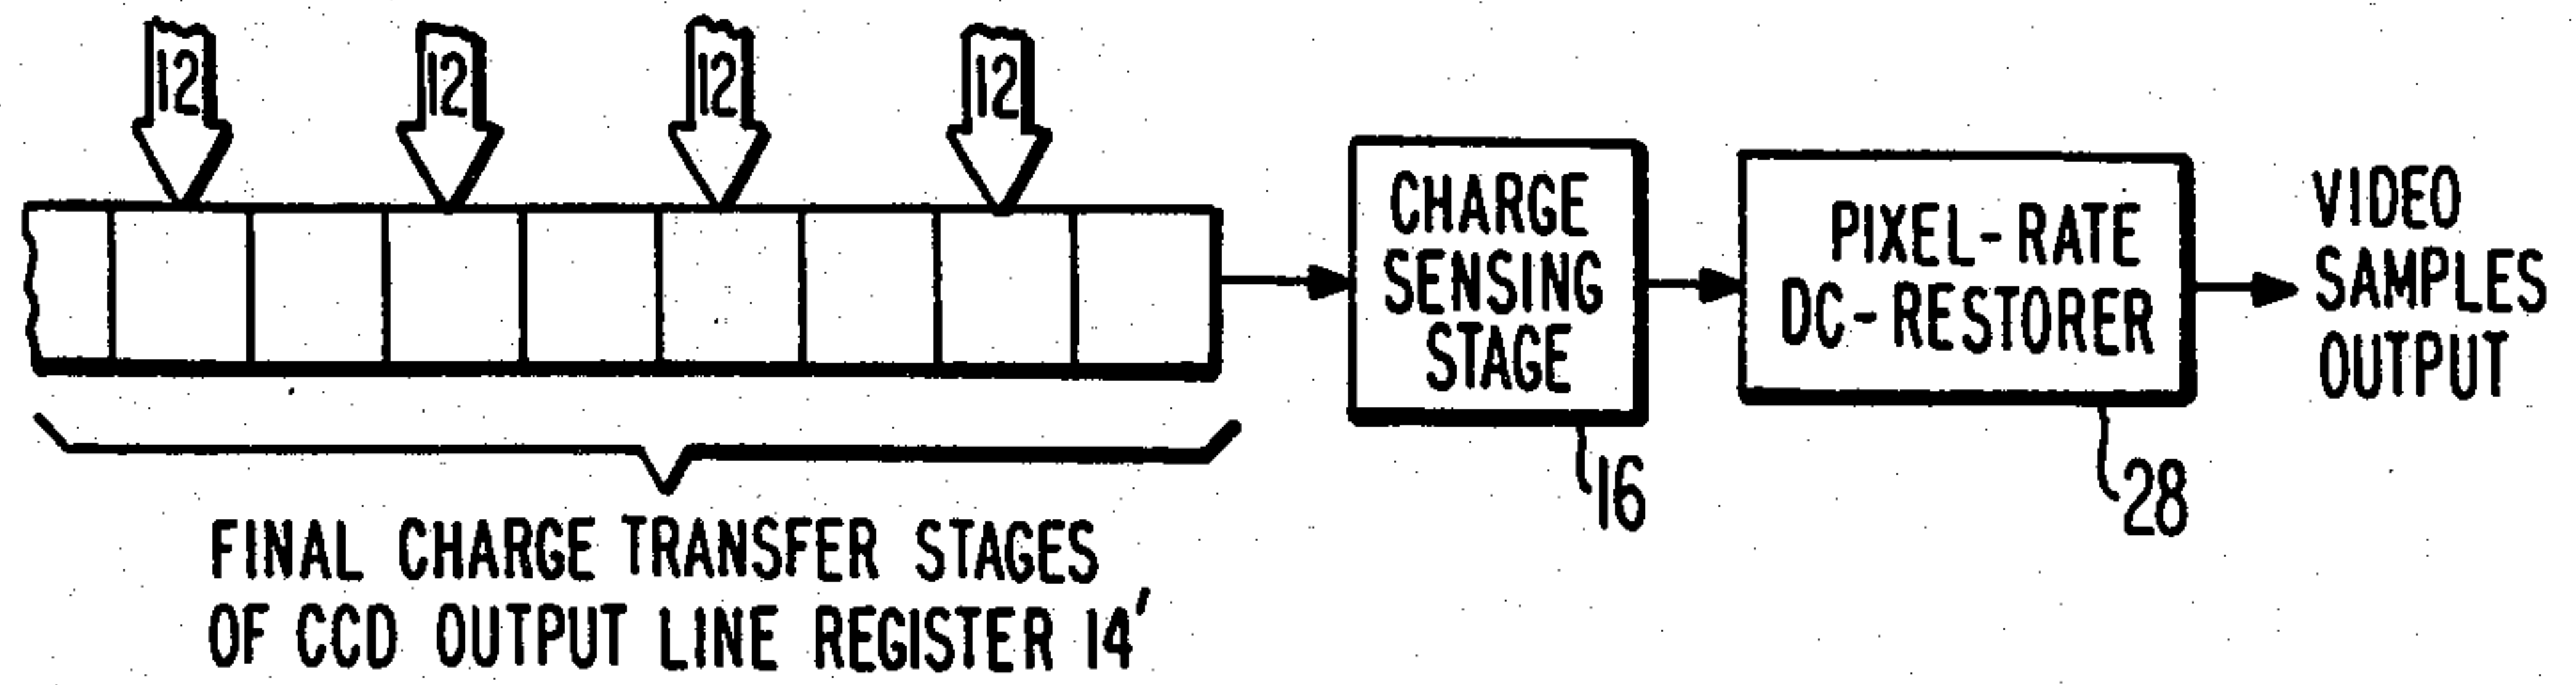 12 12 12 12
CHARGE
SENSING
STAGE
PIXEL-RATE
DC-RESTORER
VIDEO
SAMPLES
OUTPUT
16
28
FINAL CHARGE TRANSFER STAGES
OF CCD OUTPUT LINE REGISTER 14'